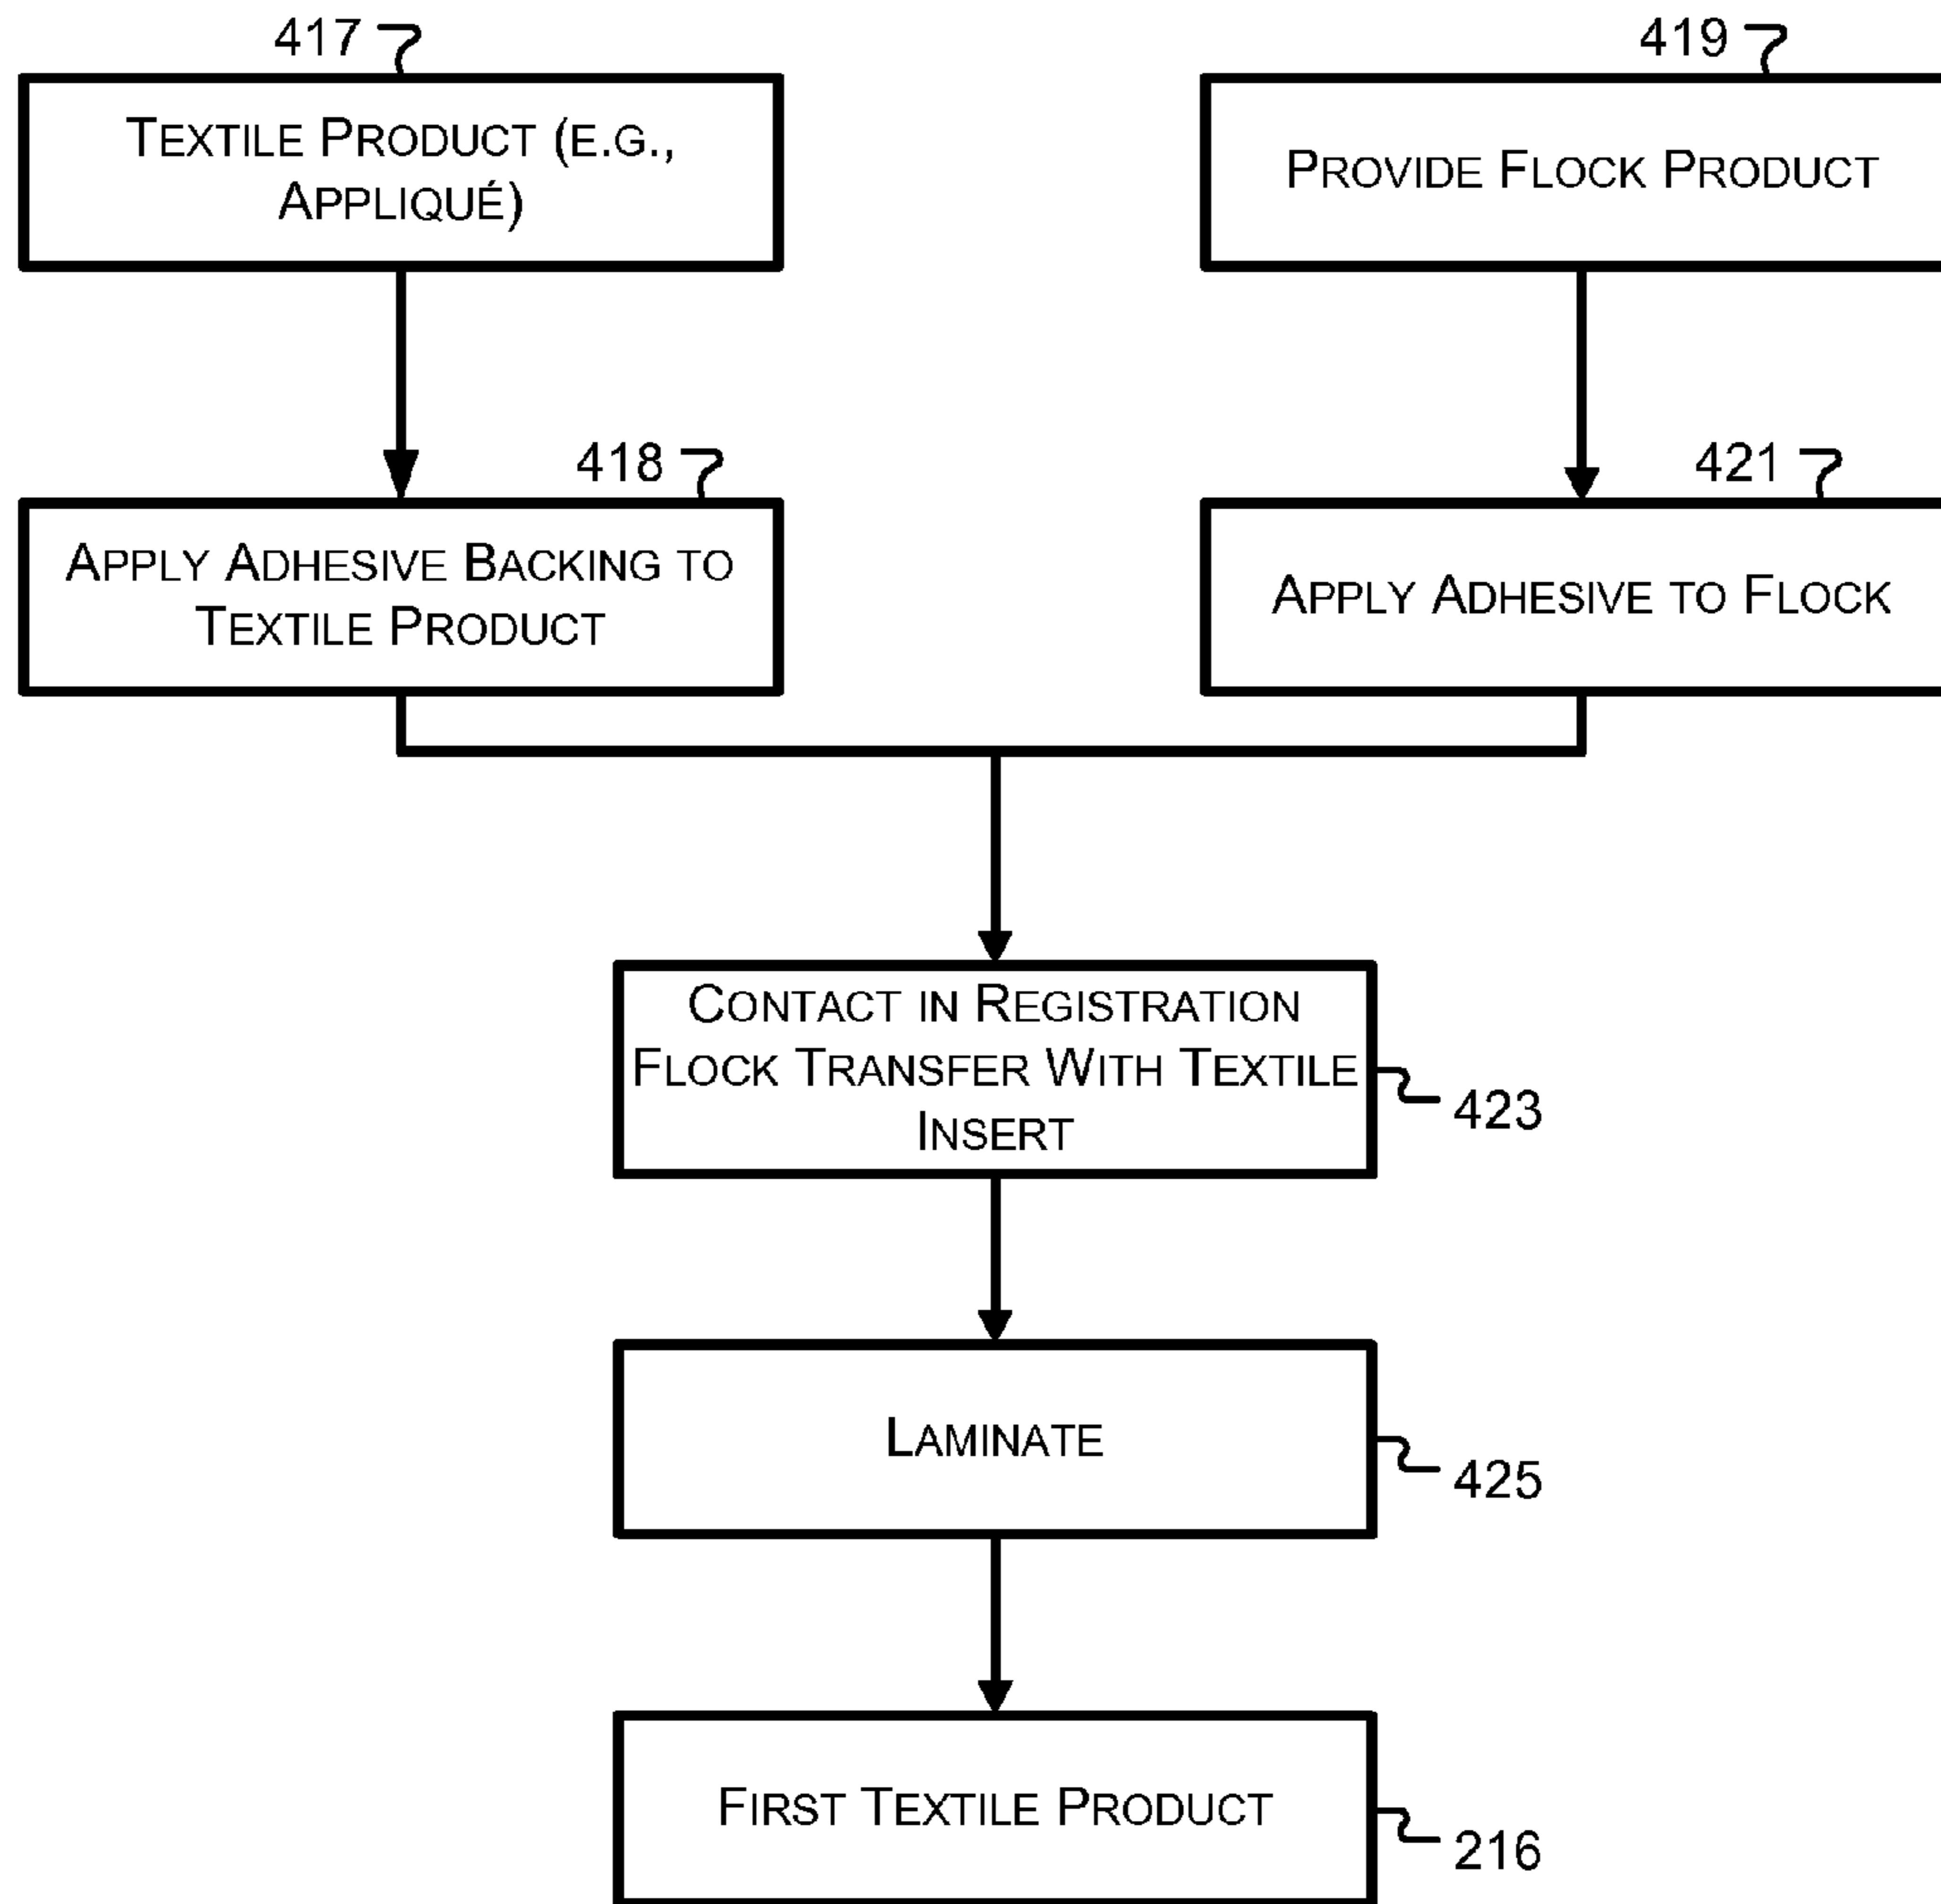 417
TEXTILE PRODUCT (E.G.,
APPLIQUÉ)
419
PROVIDE FLOCK PRODUCT
418
APPLY ADHESIVE BACKING TO
TEXTILE PRODUCT
421
APPLY ADHESIVE TO FLOCK
CONTACT IN REGISTRATION
FLOCK TRANSFER WITH TEXTILE
INSERT
423
LAMINATE
425
FIRST TEXTILE PRODUCT
216